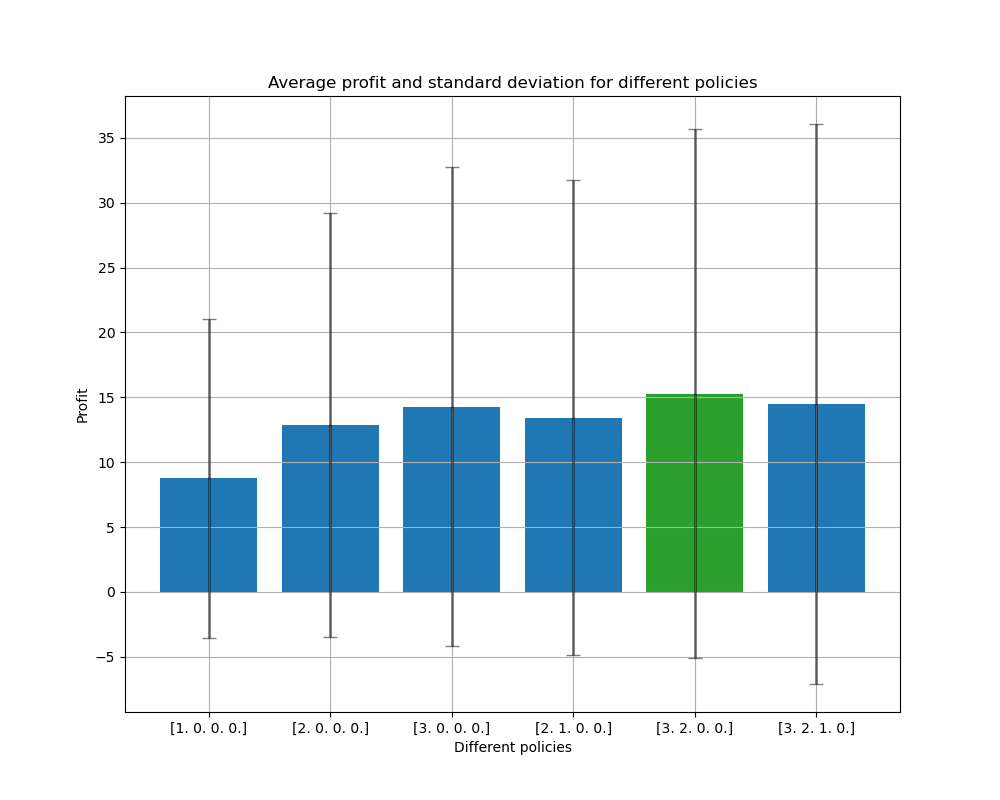 Average profit and standard deviation for different policies
35
30
25
20
15
10
5
0
−5
Profit
[1. 0. 0. 0.] [2. 0. 0. 0.] [3. 0. 0. 0.] [2. 1. 0. 0.] [3. 2. 0. 0.] [3. 2. 1. 0.]
Different policies